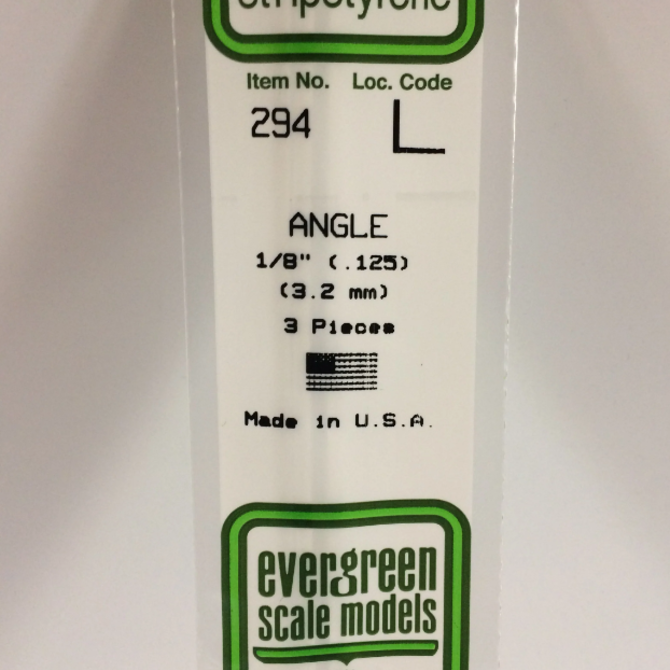 Item No. Loc. Code
294 L
ANGLE
1/8" (.125)
(3.2 mm)
3 Pieces
Made in U.S.A.
evergreen
scale models